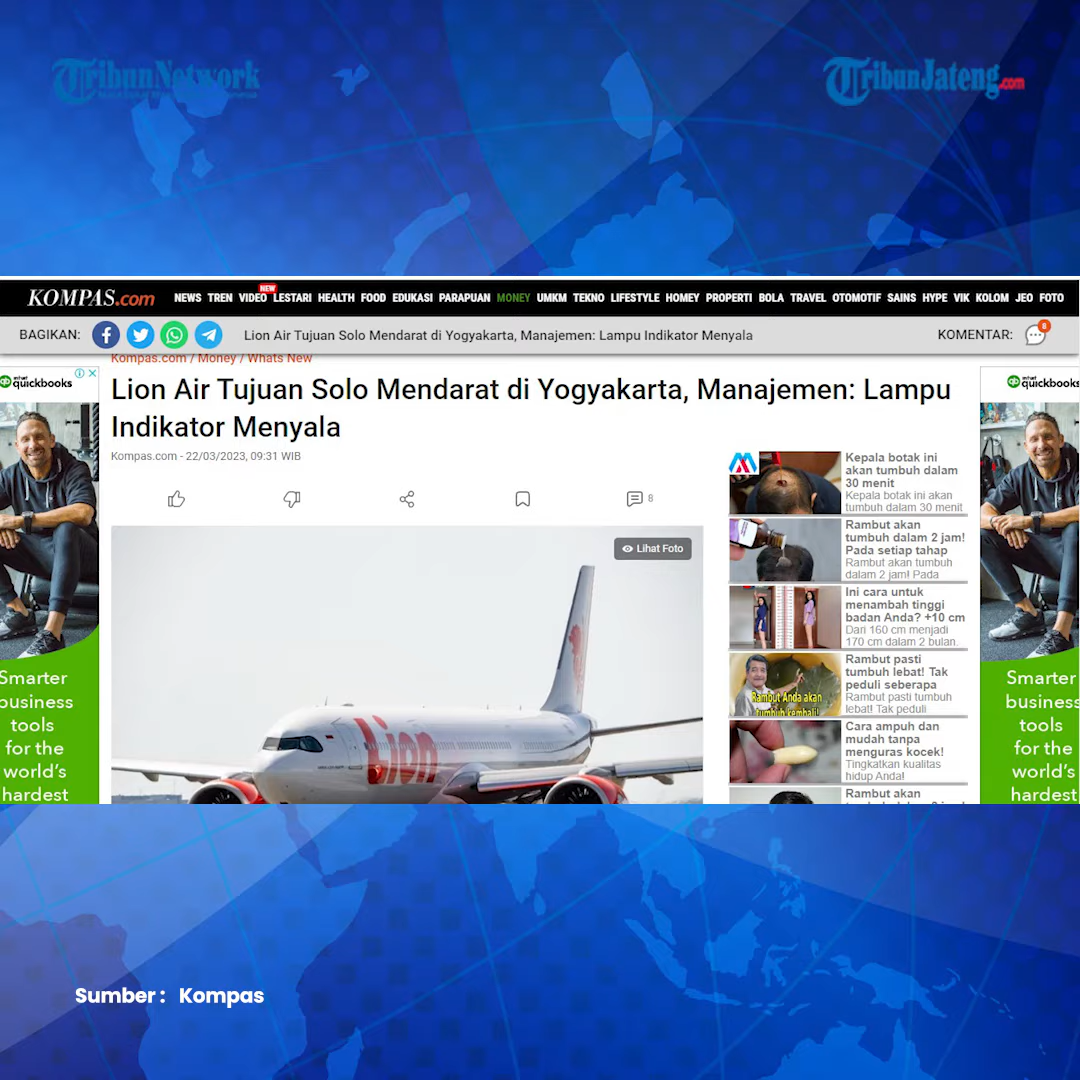 TribunNetwork
TribunJateng.com
KOMPAS.com
NEWS TREN VIDEO NEW LESTARI HEALTH FOOD EDUKASI PARAPUAN MONEY UMKM TEKNO LIFESTYLE HOMEY PROPERTI BOLA TRAVEL OTOMOTIF SAINS HYPE VIK KOLOM JEO FOTO
BAGIKAN:
Lion Air Tujuan Solo Mendarat di Yogyakarta, Manajemen: Lampu Indikator Menyala
KOMENTAR:
8
Kompas.com / Money / Whats New
Lion Air Tujuan Solo Mendarat di Yogyakarta, Manajemen: Lampu
Indikator Menyala
Kompas.com - 22/03/2023, 09:31 WIB
8
Lihat Foto
Lion
quickbooks
Smarter
business
tools
for the
world's
hardest
Kepala botak ini
akan tumbuh dalam
30 menit
Kepala botak ini akan
tumbuh dalam 30 menit
Rambut akan
tumbuh dalam 2 jam!
Pada setiap tahap
Rambut akan tumbuh
dalam 2 jam! Pada
Ini cara untuk
menambah tinggi
badan Anda? +10 cm
Dari 160 cm menjadi
170 cm dalam 2 bulan.
Rambut Anda akan
tumbuh kembali!
Rambut pasti
tumbuh lebat! Tak
peduli seberapa
Rambut pasti tumbuh
lebat! Tak peduli
Cara ampuh dan
mudah tanpa
menguras kocek!
Tingkatkan kualitas
hidup Anda!
Rambut akan
quickbooks
Smarter
business
tools
for the
world's
hardest
Sumber : Kompas